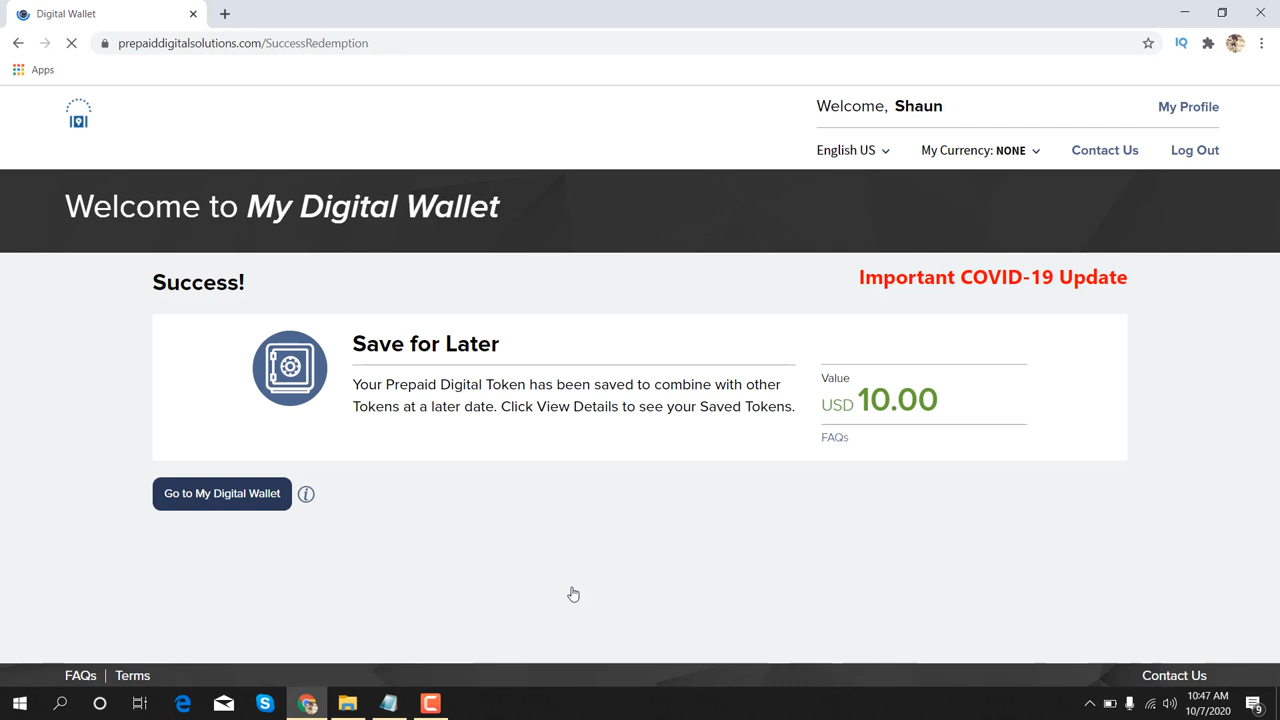 Digital Wallet
prepaiddigitalsolutions.com/SuccessRedemption
IQ
Apps
Welcome, Shaun
My Profile
English US
My Currency: NONE
Contact Us
Log Out
Welcome to My Digital Wallet
Success!
Important COVID-19 Update
Save for Later
Your Prepaid Digital Token has been saved to combine with other
Tokens at a later date. Click View Details to see your Saved Tokens.
Value
USD 10.00
FAQs
Go to My Digital Wallet
i
FAQs | Terms
Contact Us
10:47 AM
10/7/2020
9